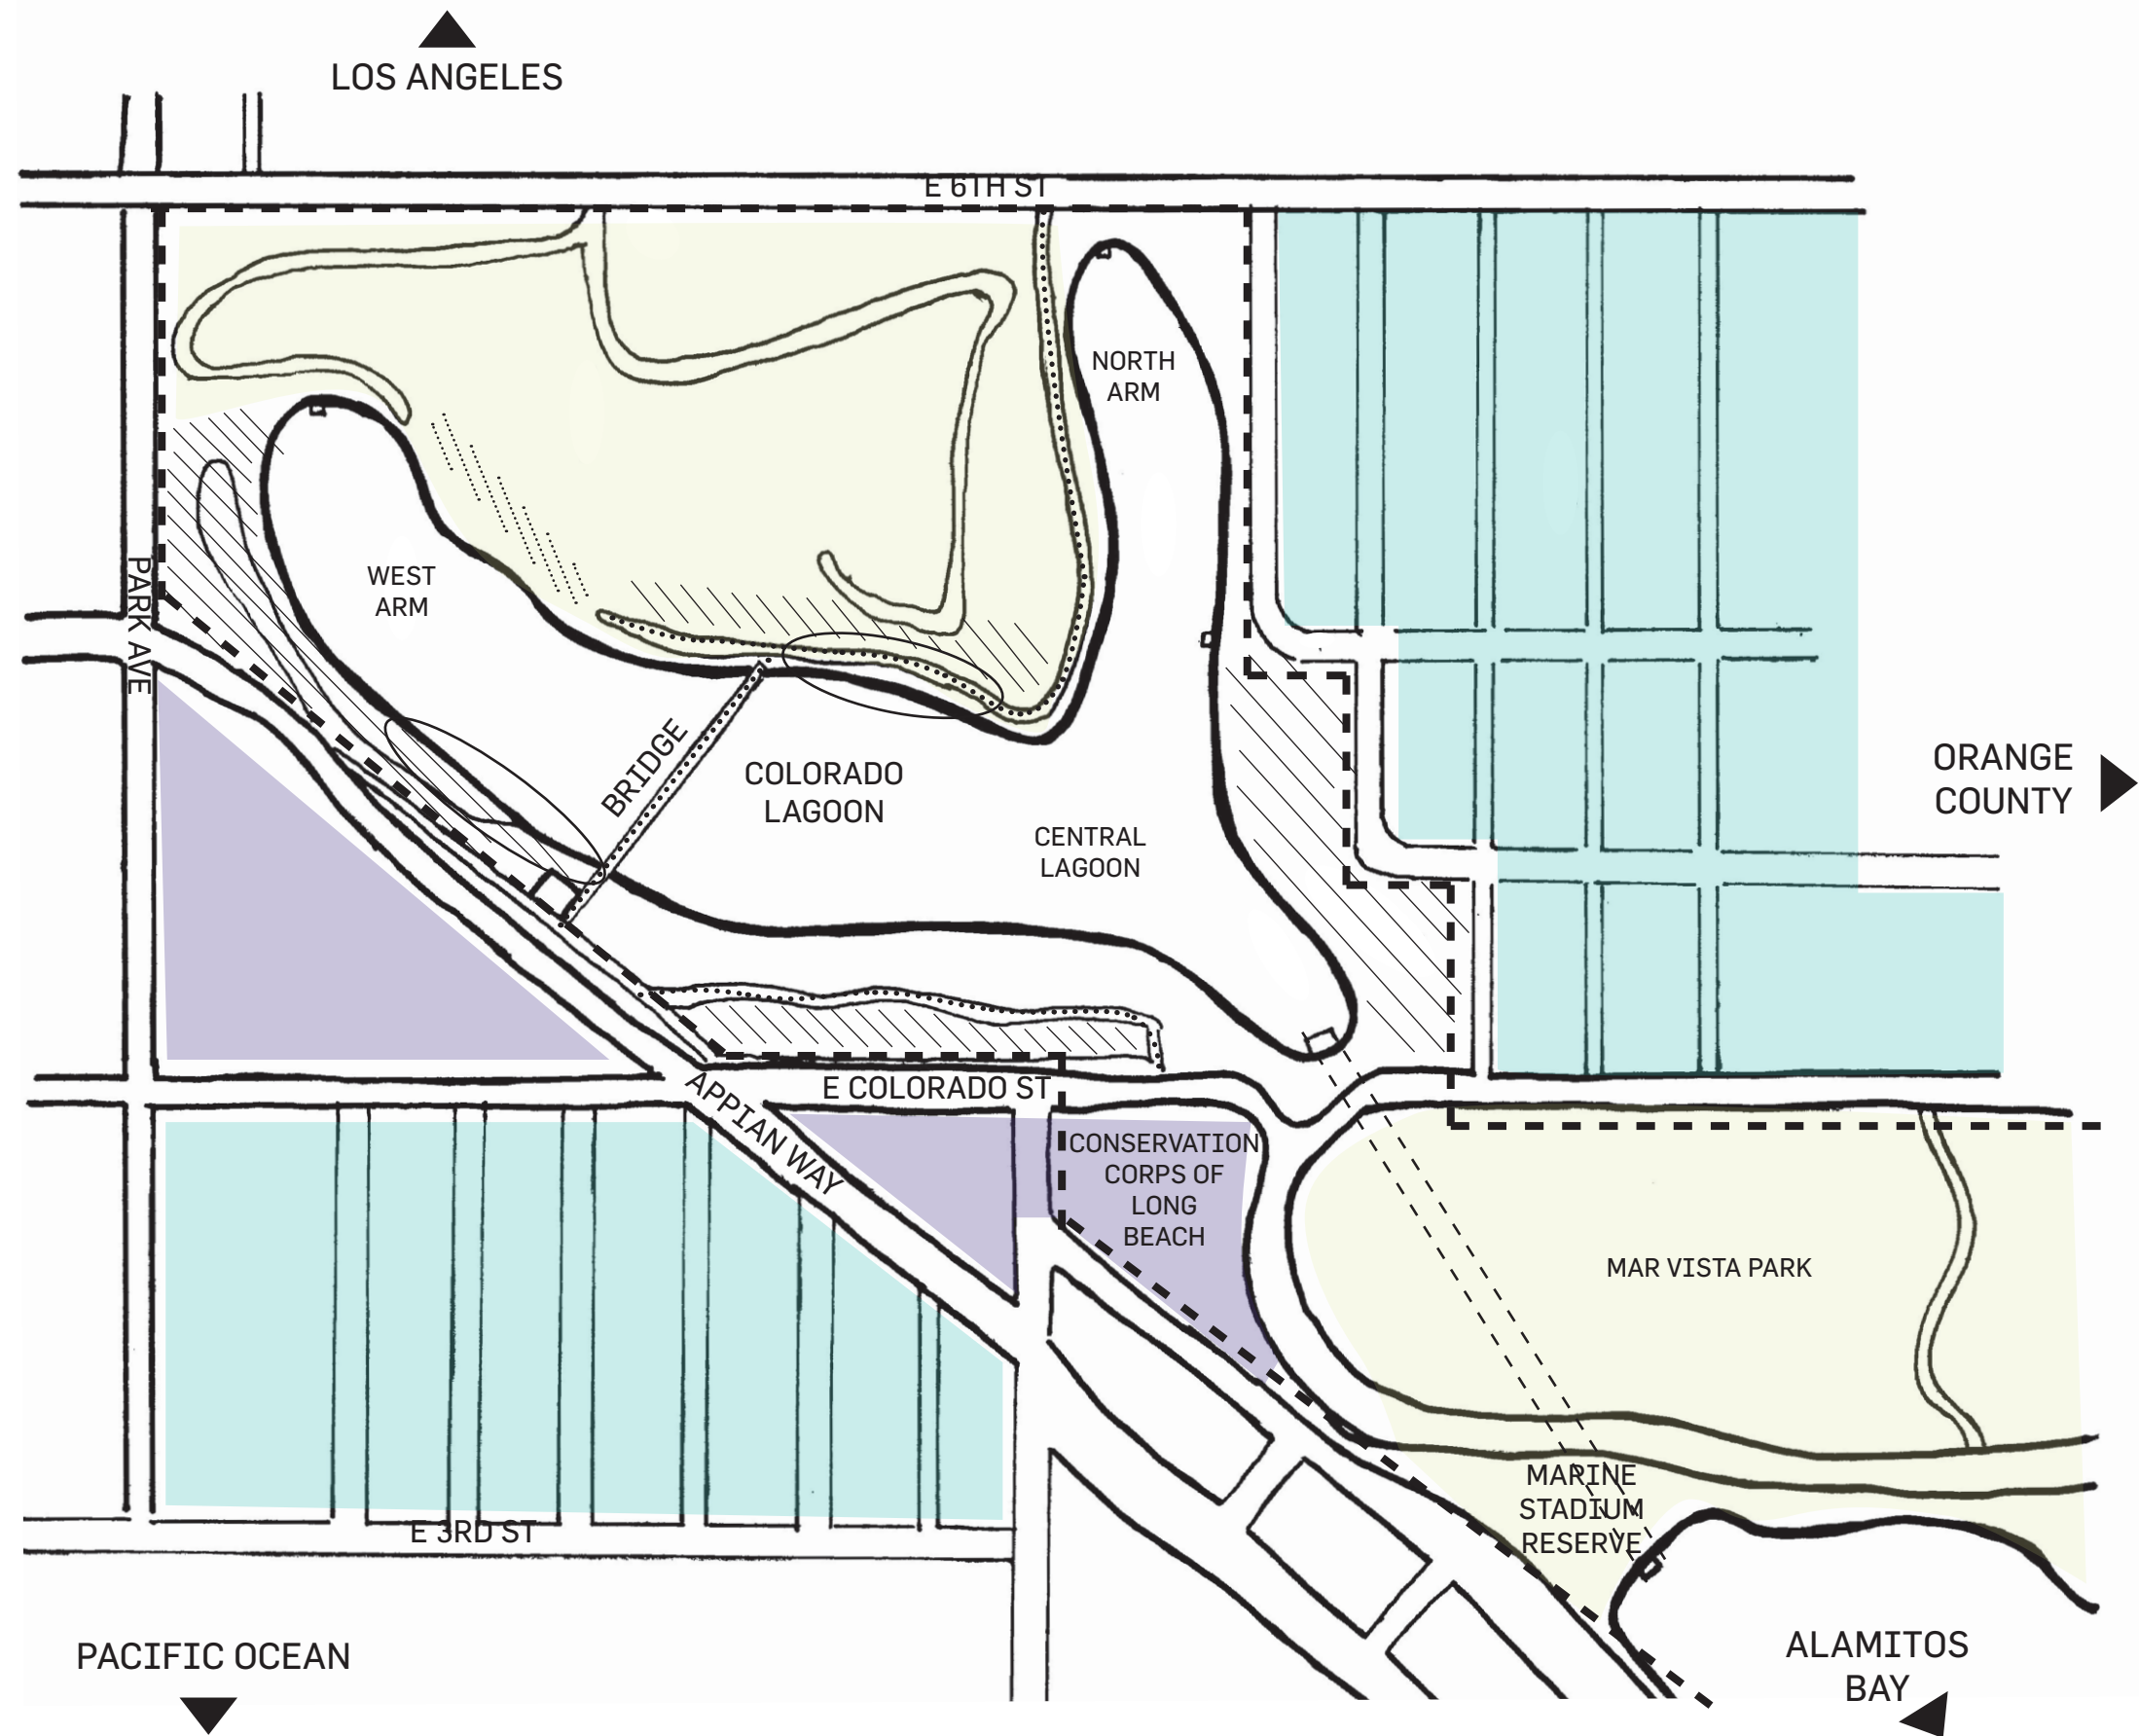 LOS ANGELES
E 6TH ST
NORTH
ARM
WEST
ARM
PARK AVE
BRIDGE
COLORADO
LAGOON
CENTRAL
LAGOON
ORANGE
COUNTY
E COLORADO ST
APPIAN WAY
CONSERVATION
CORPS OF
LONG
BEACH
MAR VISTA PARK
MARINE
STADIUM
RESERVE
E 3RD ST
PACIFIC OCEAN
ALAMITOS
BAY